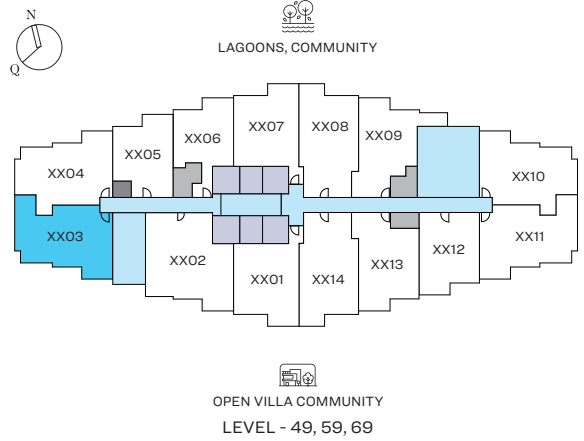 N
Q
LAGOONS, COMMUNITY
XX07
XX08
XX06
XX09
XX05
XX04
XX10
XX03
XX11
XX02
XX12
XX13
XX01
XX14
OPEN VILLA COMMUNITY
LEVEL - 49, 59, 69